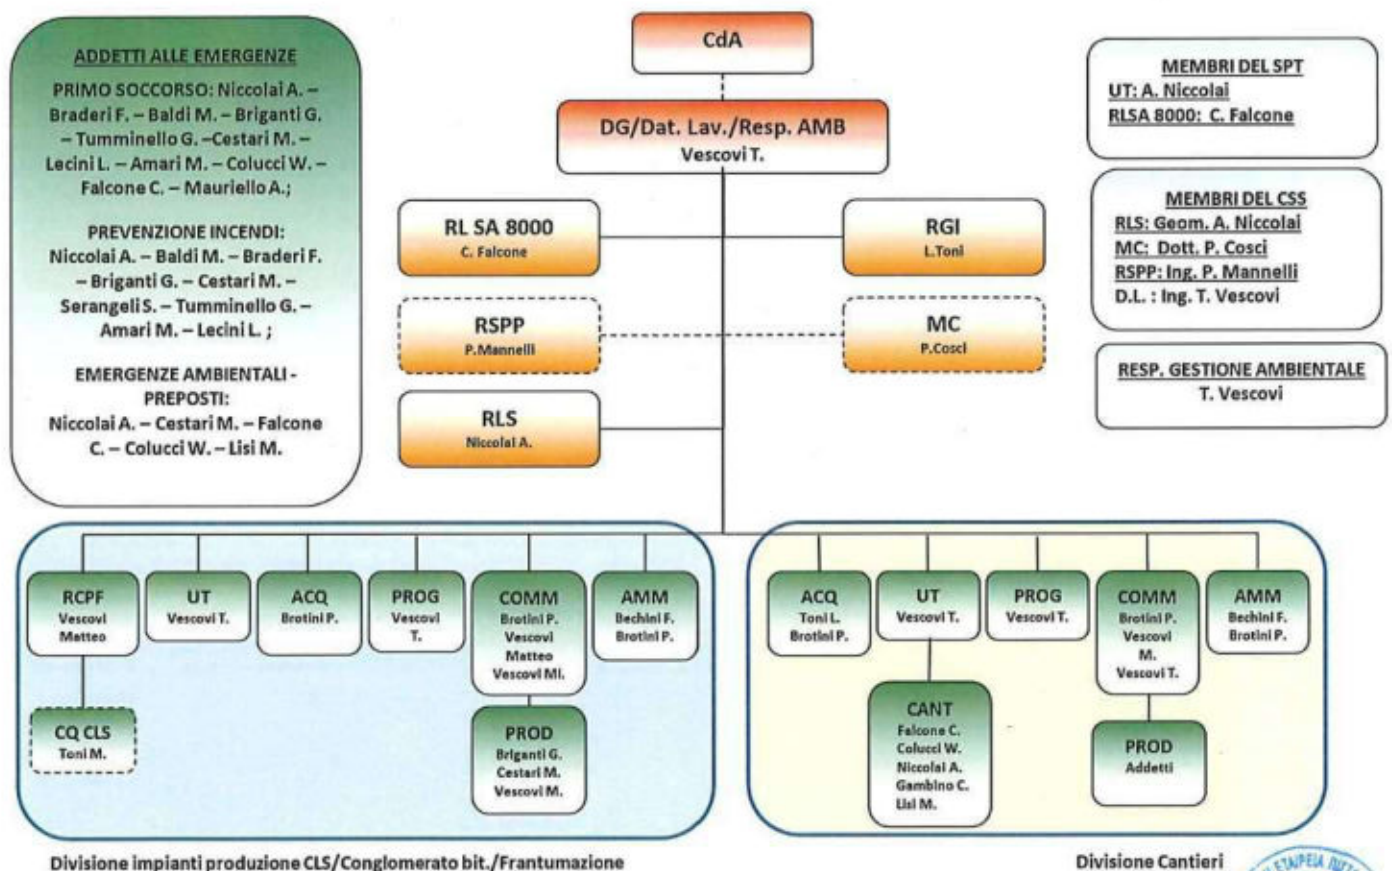 ADDETTI ALLE EMERGENZE
PRIMO SOCCORSO: Niccolai A. –
Braderi F. – Baldi M. – Briganti G.
– Tumminello G. –Cestari M. –
Lecini L. – Amari M. – Colucci W. –
Falcone C. – Mauriello A.;
PREVENZIONE INCENDI:
Niccolai A. – Baldi M. – Braderi F.
– Briganti G. – Cestari M. –
Serangeli S. – Tumminello G. –
Amari M. – Lecini L. ;
EMERGENZE AMBIENTALI -
PREPOSTI:
Niccolai A. – Cestari M. – Falcone
C. – Colucci W. – Lisi M.
CdA
DG/Dat. Lav./Resp. AMB
Vescovi T.
RL SA 8000
C. Falcone
RGI
L.Toni
RSPP
P.Mannelli
MC
P.Cosci
RLS
Niccolai A.
MEMBRI DEL SPT
UT: A. Niccolai
RLSA 8000: C. Falcone
MEMBRI DEL CSS
RLS: Geom. A. Niccolai
MC: Dott. P. Cosci
RSPP: Ing. P. Mannelli
D.L. : Ing. T. Vescovi
RESP. GESTIONE AMBIENTALE
T. Vescovi
RCPF
Vescovi
Matteo
UT
Vescovi T.
ACQ
Brotini P.
PROG
Vescovi
T.
COMM
Brotini P.
Vescovi
Matteo
Vescovi MI.
AMM
Bechini F.
Brotini P.
CQ CLS
Toni M.
PROD
Briganti G.
Cestari M.
Vescovi M.
Divisione impianti produzione CLS/Conglomerato bit./Frantumazione
ACQ
Toni L.
Brotini P.
UT
Vescovi T.
PROG
Vescovi T.
COMM
Brotini P.
Vescovi
M.
Vescovi T.
AMM
Bechini F.
Brotini P.
CANT
Falcone C.
Colucci W.
Niccolai A.
Gambino C.
Lisi M.
PROD
Addetti
Divisione Cantieri